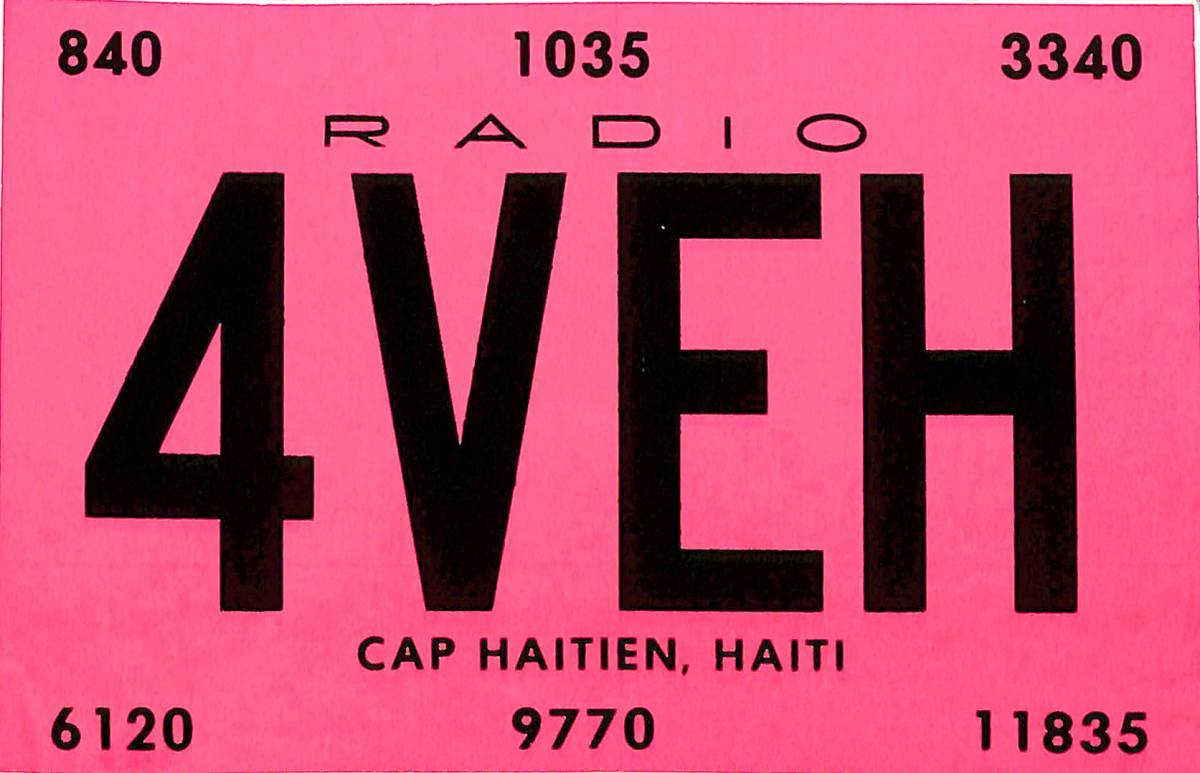 840 1035 3340
RADIO
4VEH
CAP HAITIEN, HAITI
6120 9770 11835